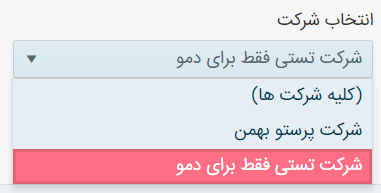 انتخاب شرکت
شرکت تستی فقط برای دمو
(کلیه شرکت ها)
شرکت پرستو بهمن
شرکت تستی فقط برای دمو